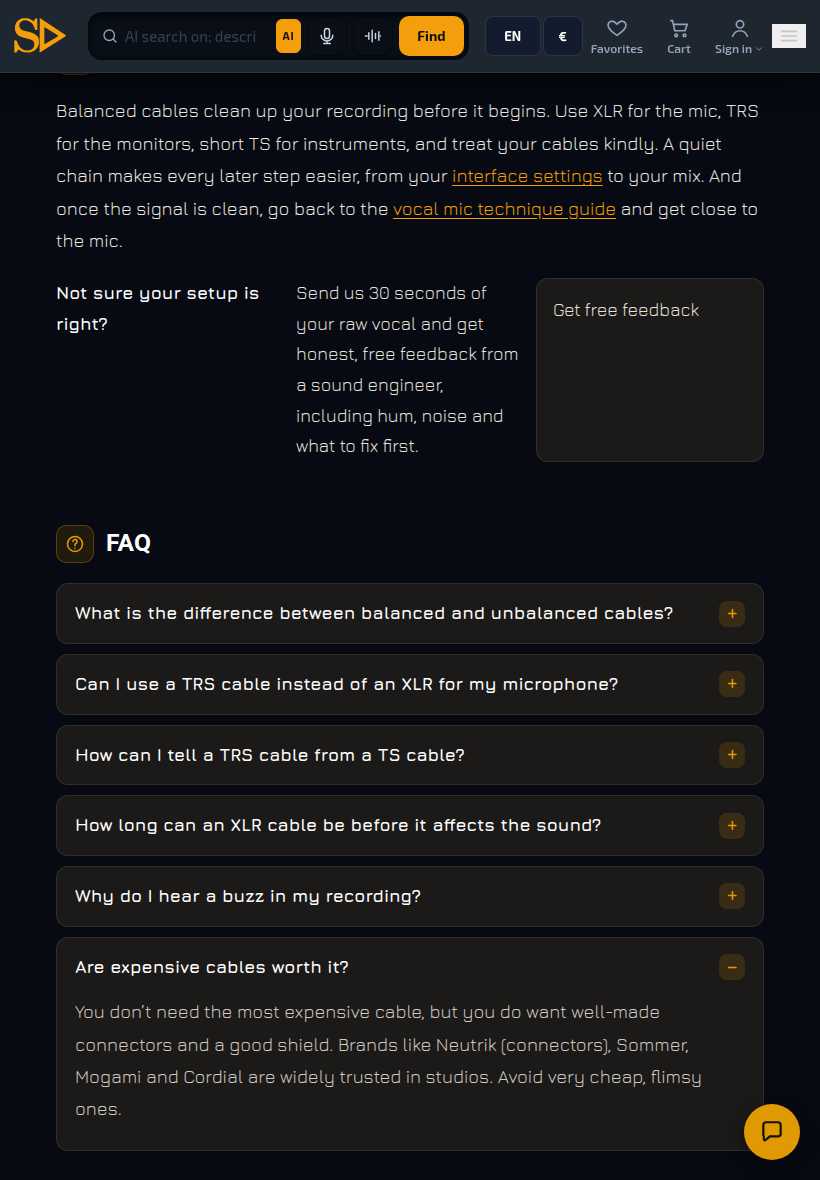 S
AI search on: descri
AI
Find
EN
€
Favorites
Cart
Sign in
Balanced cables clean up your recording before it begins. Use XLR for the mic, TRS
for the monitors, short TS for instruments, and treat your cables kindly. A quiet
chain makes every later step easier, from your interface settings to your mix. And
once the signal is clean, go back to the vocal mic technique guide and get close to
the mic.
Not sure your setup is
right?
Send us 30 seconds of
your raw vocal and get
honest, free feedback from
a sound engineer,
including hum, noise and
what to fix first.
Get free feedback
FAQ
What is the difference between balanced and unbalanced cables?
Can I use a TRS cable instead of an XLR for my microphone?
How can I tell a TRS cable from a TS cable?
How long can an XLR cable be before it affects the sound?
Why do I hear a buzz in my recording?
Are expensive cables worth it?
You don't need the most expensive cable, but you do want well-made
connectors and a good shield. Brands like Neutrik (connectors), Sommer,
Mogami and Cordial are widely trusted in studios. Avoid very cheap, flimsy
ones.